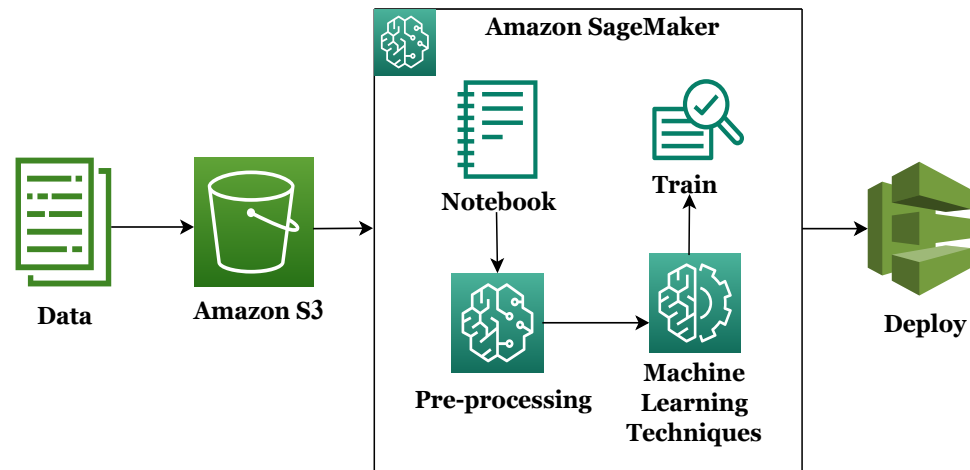 Amazon SageMaker
Notebook
Train
Data
Amazon S3
Pre-processing
Machine
Learning
Techniques
Deploy